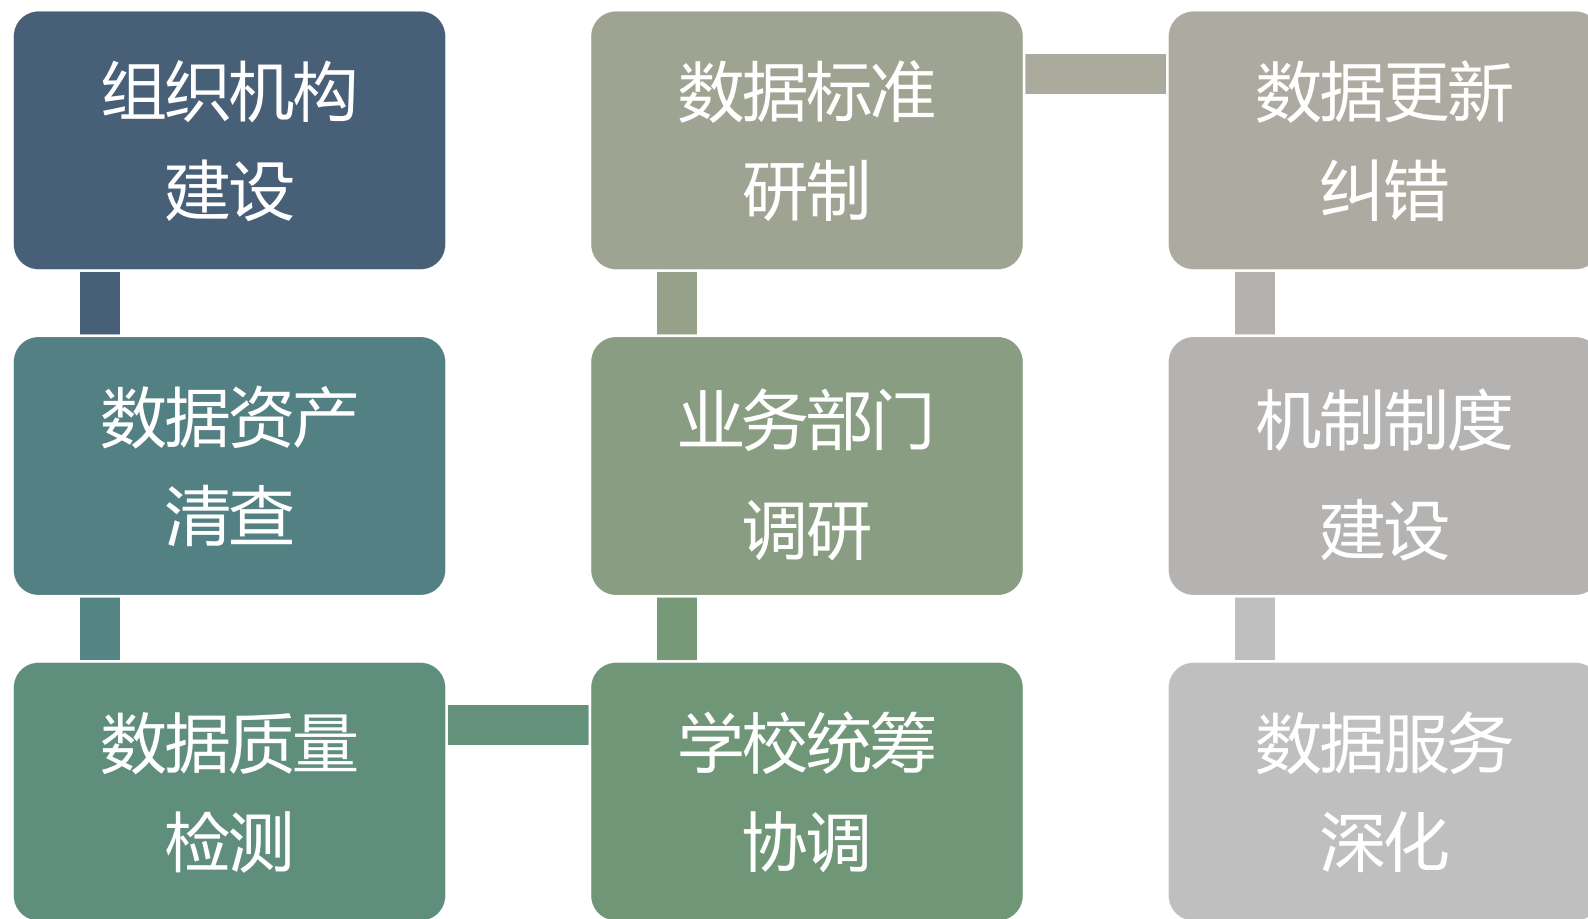 组织机构
建设
数据资产
清查
数据质量
检测
学校统筹
协调
业务部门
调研
数据标准
研制
数据更新
纠错
机制制度
建设
数据服务
深化